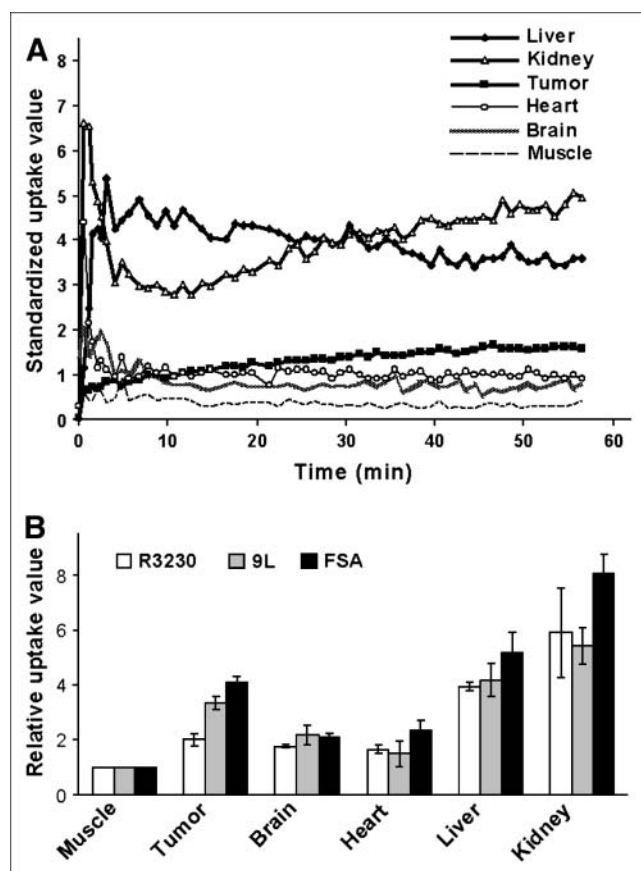 A
Liver
Kidney
Tumor
Heart
Brain
Muscle
Standardized uptake value
8
7
6
5
4
3
2
1
0
0 10 20 30 40 50 60
Time (min)
B
R3230 9L FSA
Relative uptake value
8
6
4
2
0
Muscle Tumor Brain Heart Liver Kidney